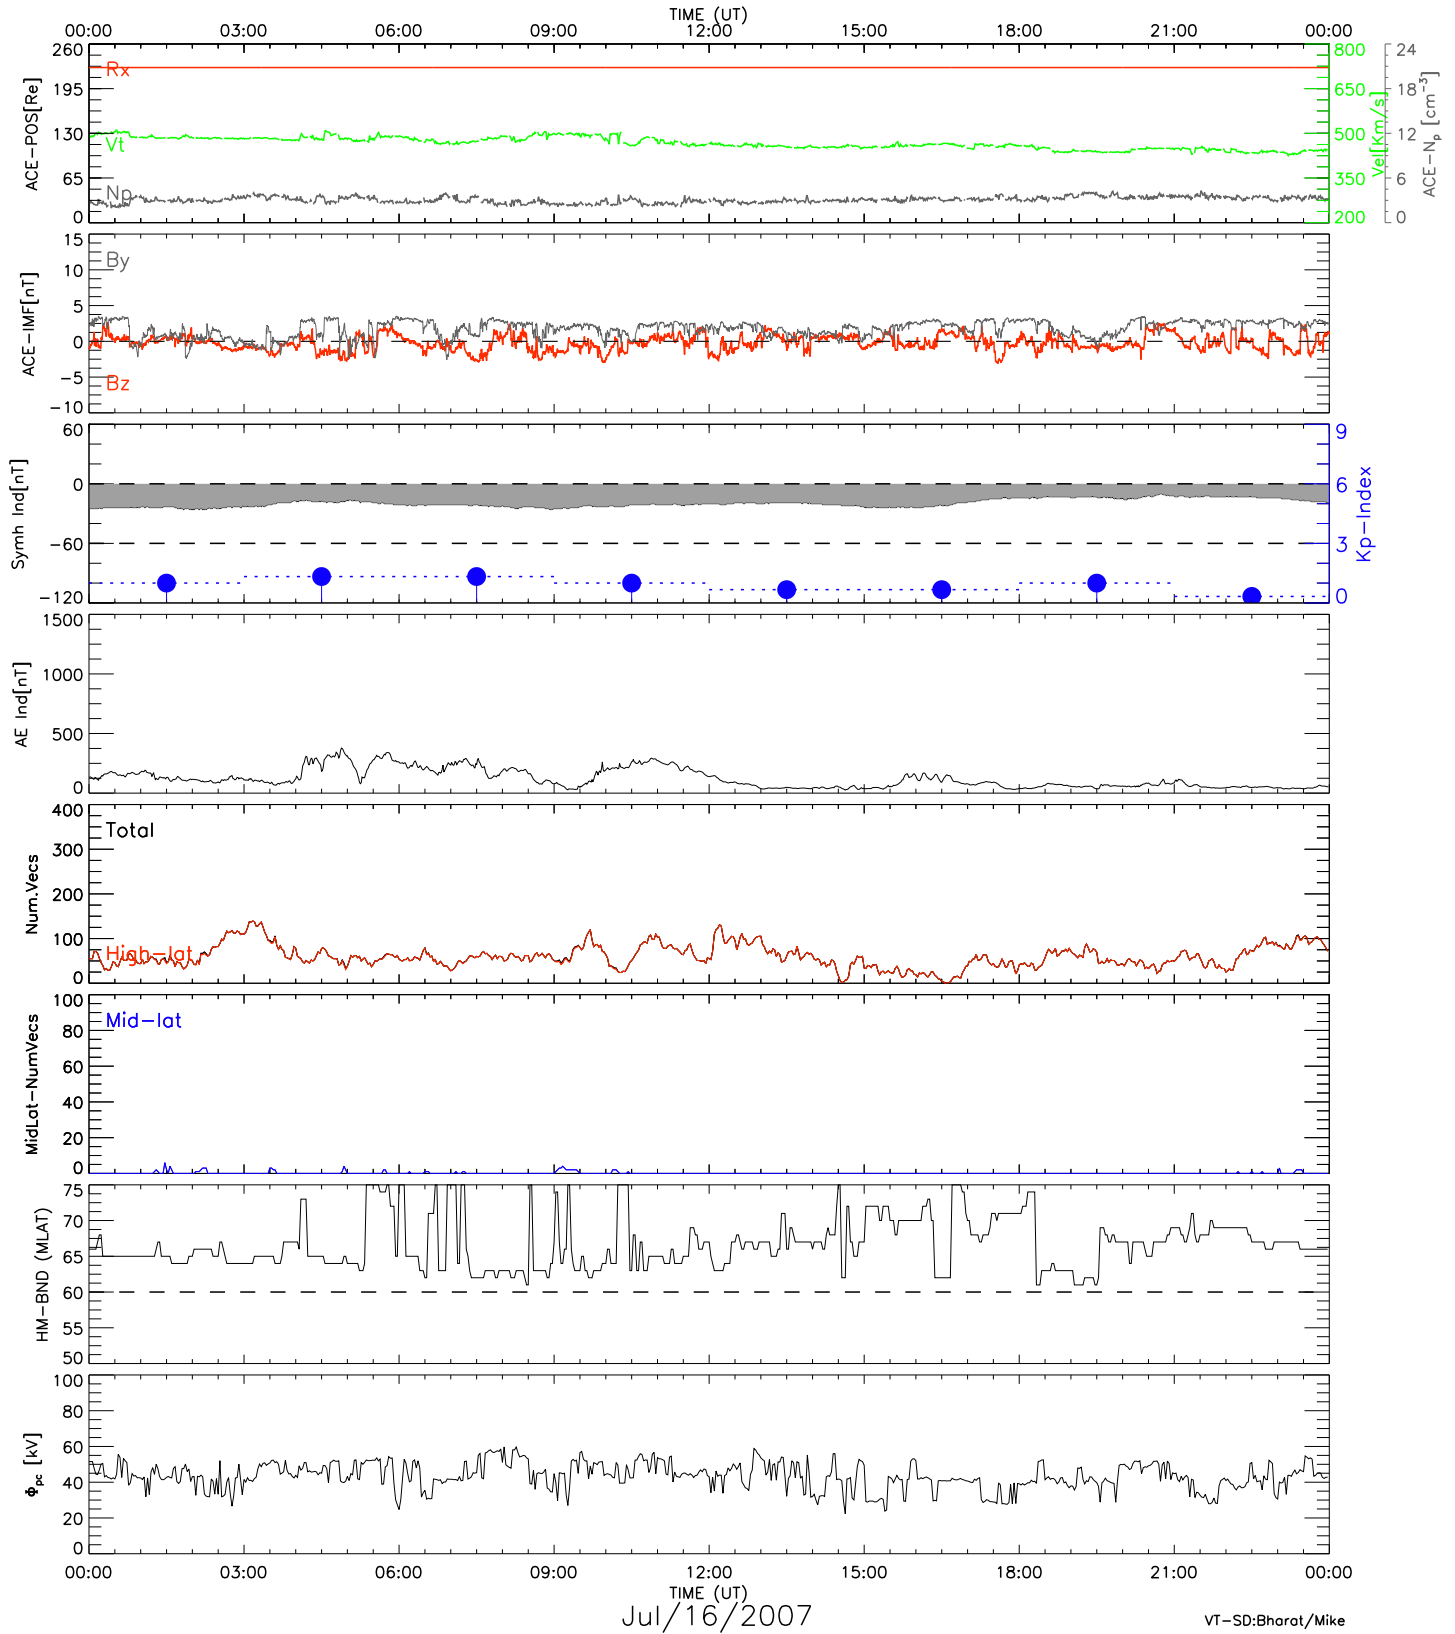 TIME (UT)
00:00 03:00 06:00 09:00 12:00 15:00 18:00 21:00 00:00
ACE-POS[Re]
260
195
130
65
0
Rx
Vt
Np
800
650
500
350
200
Vel[Km/s]
24
18
12
6
0
ACE-Np [cm-3]
ACE-IMF[nT]
15
10
5
0
-5
-10
By
Bz
Symh Ind[nT]
60
0
-60
-120
9
6
3
0
Kp-Index
AE Ind[nT]
1500
1000
500
0
Num.Vecs
400
300
200
100
0
Total
High-lat
MidLat-NumVecs
100
80
60
40
20
0
Mid-lat
HM-BND (MLAT)
75
70
65
60
55
50
Φpc [kV]
100
80
60
40
20
0
00:00 03:00 06:00 09:00 12:00 15:00 18:00 21:00 00:00
TIME (UT)
Jul/16/2007
VT-SD:Bharat/Mike